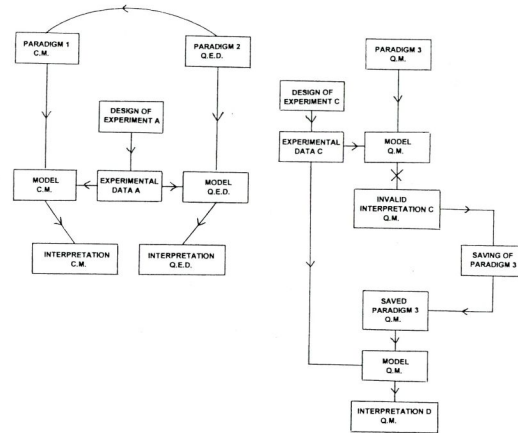 PARADIGM 1
C.M.
PARADIGM 2
Q.E.D.
DESIGN OF
EXPERIMENT A
MODEL
C.M.
EXPERIMENTAL
DATA A
MODEL
Q.E.D.
INTERPRETATION
C.M.
INTERPRETATION
Q.E.D.
PARADIGM 3
Q.M.
DESIGN OF
EXPERIMENT C
EXPERIMENTAL
DATA C
MODEL
Q.M.
INVALID
INTERPRETATION C
Q.M.
SAVING OF
PARADIGM 3
SAVED
PARADIGM 3
Q.M.
MODEL
Q.M.
INTERPRETATION D
Q.M.